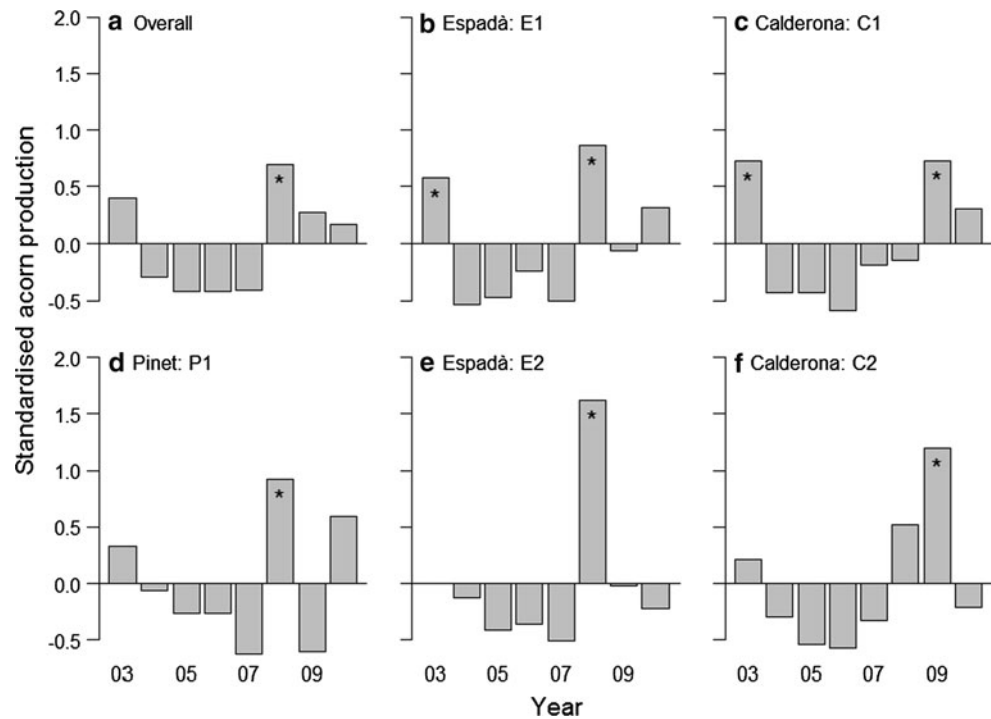 a Overall
b Espadà: E1
c Calderona: C1
2.0
1.5
1.0
0.5
0.0
-0.5
*
* *
* *
Standardised acorn production
d Pinet: P1
e Espadà: E2
f Calderona: C2
2.0
1.5
1.0
0.5
0.0
-0.5
*
*
*
03 05 07 09
03 05 07 09
03 05 07 09
Year